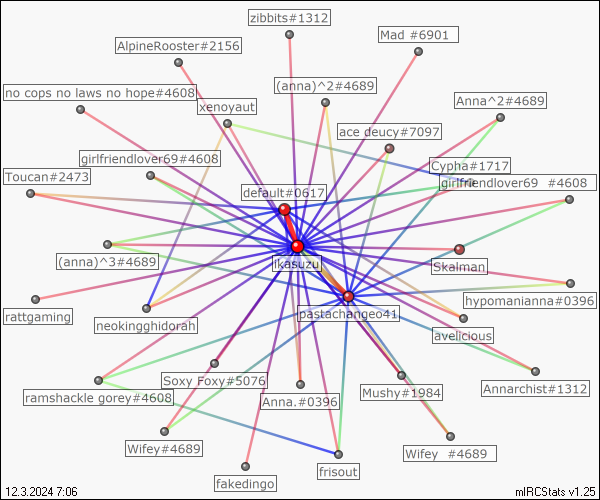 zibbits#1312
Mad #6901
AlpineRooster#2156
no cops no laws no hope#4608
(anna)^2#4689
Anna^2#4689
xenoyaut
ace deucy#7097
girlfriendlover69#4608
Cypha#1717
Toucan#2473
default#0617
girlfriendlover69 #4608
(anna)^3#4689
ikasuzu
Skalman
rattgaming
neokingghidorah
pastachangeo41
hypomanianna#0396
avelicious
Soxy Foxy#5076
ramshackle gorey#4608
Anna.#0396
Mushy#1984
Annarchist#1312
Wifey#4689
Wifey #4689
frisout
fakedingo
12.3.2024 7:06
mIRCStats v1.25